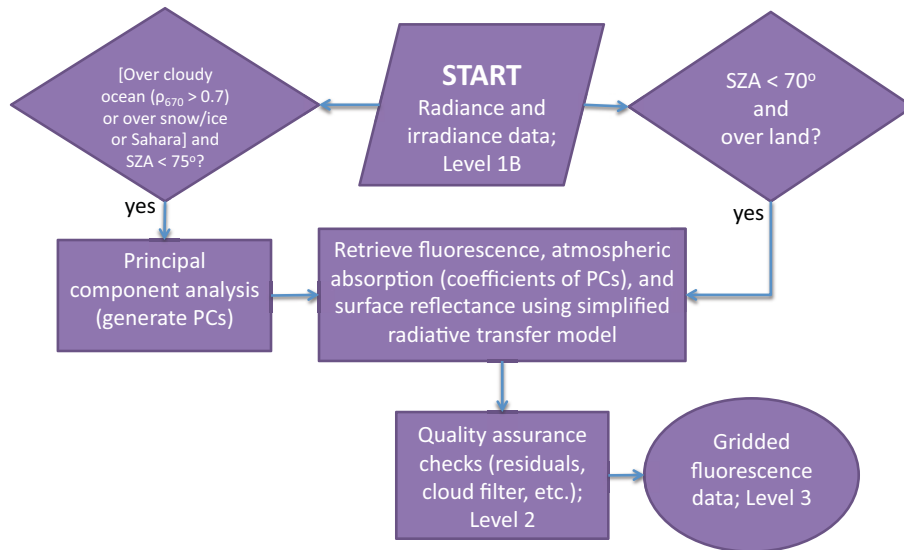 [Over cloudy
ocean (ρ₆₇₀ > 0.7)
or over snow/ice
or Sahara] and
SZA < 75°?
START
Radiance and
irradiance data;
Level 1B
SZA < 70°
and
over land?
yes
yes
Principal
component analysis
(generate PCs)
Retrieve fluorescence, atmospheric
absorption (coefficients of PCs), and
surface reflectance using simplified
radiative transfer model
Quality assurance
checks (residuals,
cloud filter, etc.);
Level 2
Gridded
fluorescence
data; Level 3